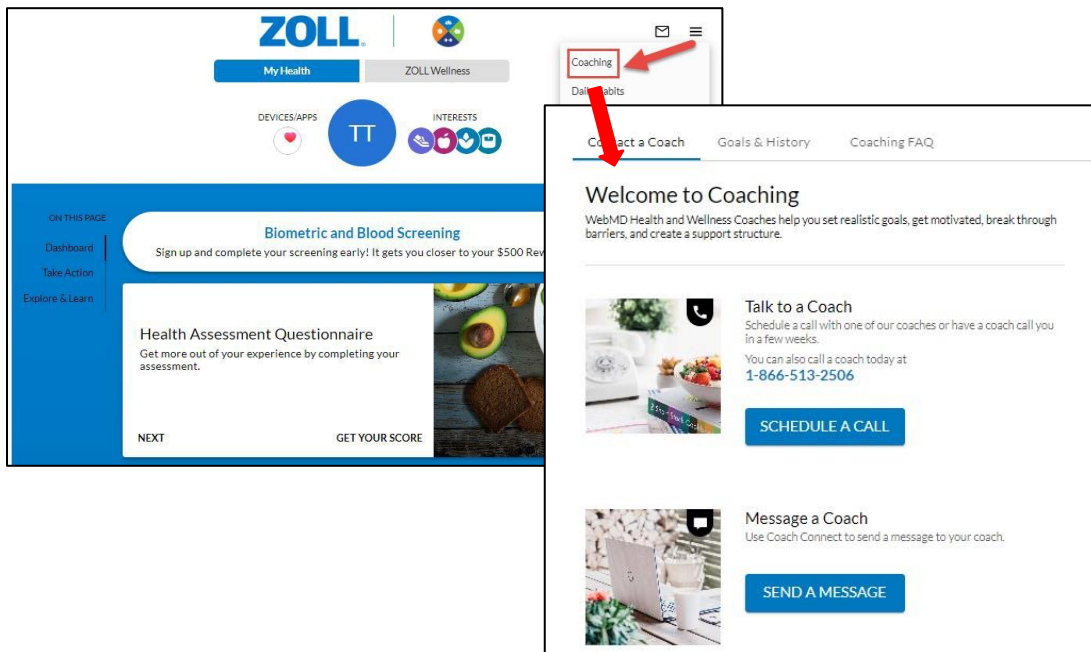 ZOLL
My Health
ZOLL Wellness
Coaching
Daily Habits
DEVICES/APPS
TT
INTERESTS
ON THIS PAGE
Dashboard
Take Action
Explore & Learn
Biometric and Blood Screening
Sign up and complete your screening early! It gets you closer to your $500 Rew
Health Assessment Questionnaire
Get more out of your experience by completing your
assessment.
NEXT
GET YOUR SCORE
Contact a Coach
Goals & History
Coaching FAQ
Welcome to Coaching
WebMD Health and Wellness Coaches help you set realistic goals, get motivated, break through
barriers, and create a support structure.
Talk to a Coach
Schedule a call with one of our coaches or have a coach call you
in a few weeks.
You can also call a coach today at
1-866-513-2506
SCHEDULE A CALL
Message a Coach
Use Coach Connect to send a message to your coach.
SEND A MESSAGE